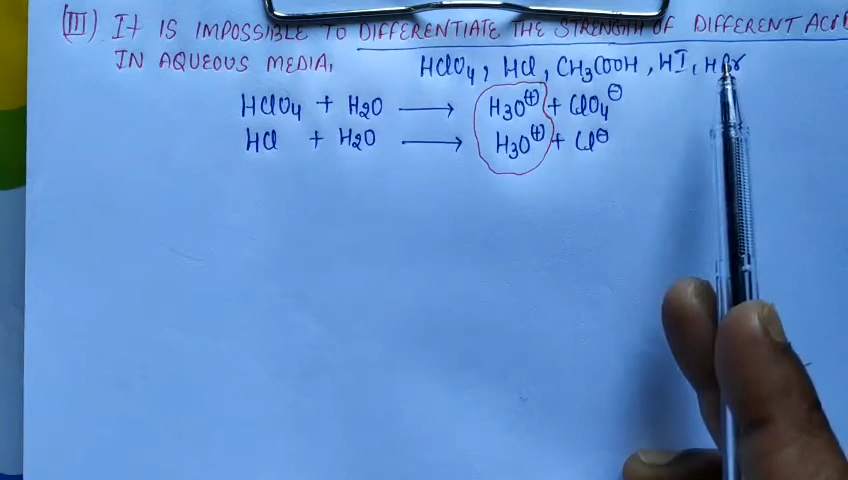 (III) It IS IMPOSSIBLE TO DIFFERENTIATE THE STRENGTH OF DIFFERENT
IN AQUEOUS MEDIA, HClO4, HCl, CH3COOH, HI, HBr
HClO4 + H2O ⟶ H3O⊕ + ClO4⊖
HCl + H2O ⟶ H3O⊕ + Cl⊖